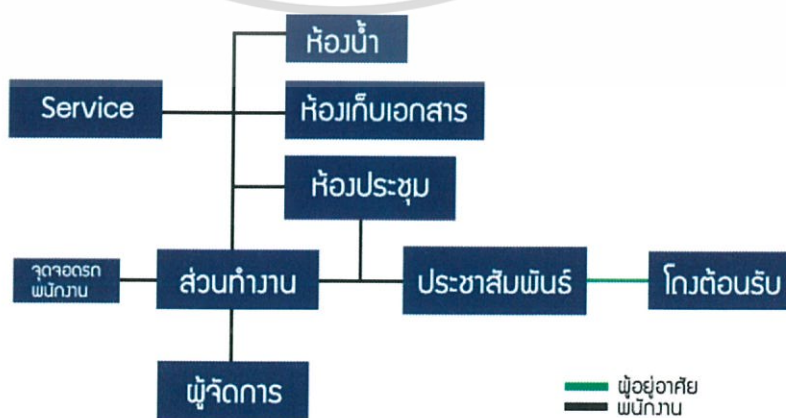 ห้องน้ำ
Service
ห้องเก็บเอกสาร
ห้องประชุม
จุดจอดรถ
พนักงาน
ส่วนทำงาน
ประชาสัมพันธ์
โถงต้อนรับ
ผู้จัดการ
ผู้อยู่อาศัย
พนักงาน